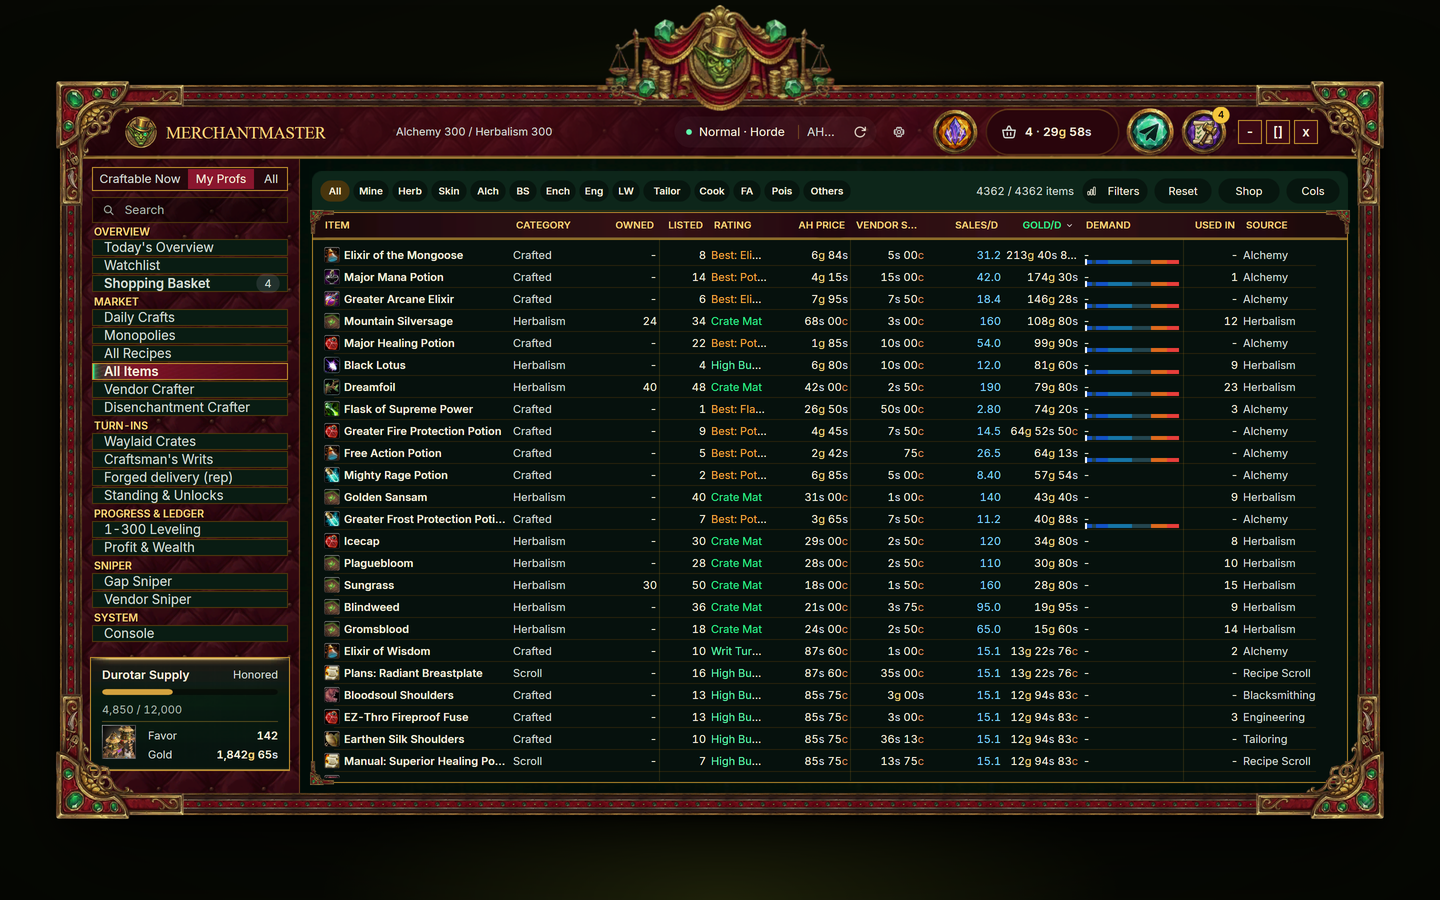 MERCHANTMASTER
Alchemy 300 / Herbalism 300
Normal · Horde
AH...
4 · 29g 58s
4
- [] x
Craftable Now My Profs All
Search
OVERVIEW
Today's Overview
Watchlist
Shopping Basket 4
MARKET
Daily Crafts
Monopolies
All Recipes
All Items
Vendor Crafter
Disenchantment Crafter
TURN-INS
Waylaid Crates
Craftsman's Writs
Forged delivery (rep)
Standing & Unlocks
PROGRESS & LEDGER
1-300 Leveling
Profit & Wealth
SNIPER
Gap Sniper
Vendor Sniper
SYSTEM
Console
Durotar Supply Honored
4,850 / 12,000
Favor 142
Gold 1,842g 65s
All Mine Herb Skin Alch BS Ench Eng LW Tailor Cook FA Pois Others
4362 / 4362 items Filters Reset Shop Cols
ITEM CATEGORY OWNED LISTED RATING AH PRICE VENDOR S... SALES/D GOLD/D DEMAND USED IN SOURCE
Elixir of the Mongoose Crafted - 8 Best: Eli... 6g 84s 5s 00c 31.2 213g 40s 8... - - Alchemy
Major Mana Potion Crafted - 14 Best: Pot... 4g 15s 15s 00c 42.0 174g 30s - 1 Alchemy
Greater Arcane Elixir Crafted - 6 Best: Eli... 7g 95s 7s 50c 18.4 146g 28s - - Alchemy
Mountain Silversage Herbalism 24 34 Crate Mat 68s 00c 3s 00c 160 108g 80s - 12 Herbalism
Major Healing Potion Crafted - 22 Best: Pot... 1g 85s 10s 00c 54.0 99g 90s - - Alchemy
Black Lotus Herbalism - 4 High Bu... 6g 80s 10s 00c 12.0 81g 60s - 9 Herbalism
Dreamfoil Herbalism 40 48 Crate Mat 42s 00c 2s 50c 190 79g 80s - 23 Herbalism
Flask of Supreme Power Crafted - 1 Best: Fla... 26g 50s 50s 00c 2.80 74g 20s - 3 Alchemy
Greater Fire Protection Potion Crafted - 9 Best: Pot... 4g 45s 7s 50c 14.5 64g 52s 50c - - Alchemy
Free Action Potion Crafted - 5 Best: Pot... 2g 42s 75c 26.5 64g 13s - - Alchemy
Mighty Rage Potion Crafted - 2 Best: Pot... 6g 85s 15s 00c 8.40 57g 54s - - Alchemy
Golden Sansam Herbalism - 40 Crate Mat 31s 00c 1s 00c 140 43g 40s - 9 Herbalism
Greater Frost Protection Poti... Crafted - 7 Best: Pot... 3g 65s 7s 50c 11.2 40g 88s - - Alchemy
Icecap Herbalism - 30 Crate Mat 29s 00c 2s 50c 120 34g 80s - 8 Herbalism
Plaguebloom Herbalism - 28 Crate Mat 28s 00c 2s 00c 110 30g 80s - 10 Herbalism
Sungrass Herbalism 30 50 Crate Mat 18s 00c 1s 50c 160 28g 80s - 15 Herbalism
Blindweed Herbalism - 36 Crate Mat 21s 00c 3s 75c 95.0 19g 95s - 9 Herbalism
Gromsblood Herbalism - 18 Crate Mat 24s 00c 2s 50c 65.0 15g 60s - 14 Herbalism
Elixir of Wisdom Crafted - 10 Writ Tur... 87s 60c 1s 00c 15.1 13g 22s 76c - 2 Alchemy
Plans: Radiant Breastplate Scroll - 16 High Bu... 87s 60c 35s 00c 15.1 13g 22s 76c - - Recipe Scroll
Bloodsoul Shoulders Crafted - 13 High Bu... 85s 75c 3g 00s 15.1 12g 94s 83c - - Blacksmithing
EZ-Thro Fireproof Fuse Crafted - 13 High Bu... 85s 75c 3s 00c 15.1 12g 94s 83c - 3 Engineering
Earthen Silk Shoulders Crafted - 10 High Bu... 85s 75c 36s 13c 15.1 12g 94s 83c - - Tailoring
Manual: Superior Healing Po... Scroll - 7 High Bu... 85s 75c 13s 75c 15.1 12g 94s 83c - - Recipe Scroll